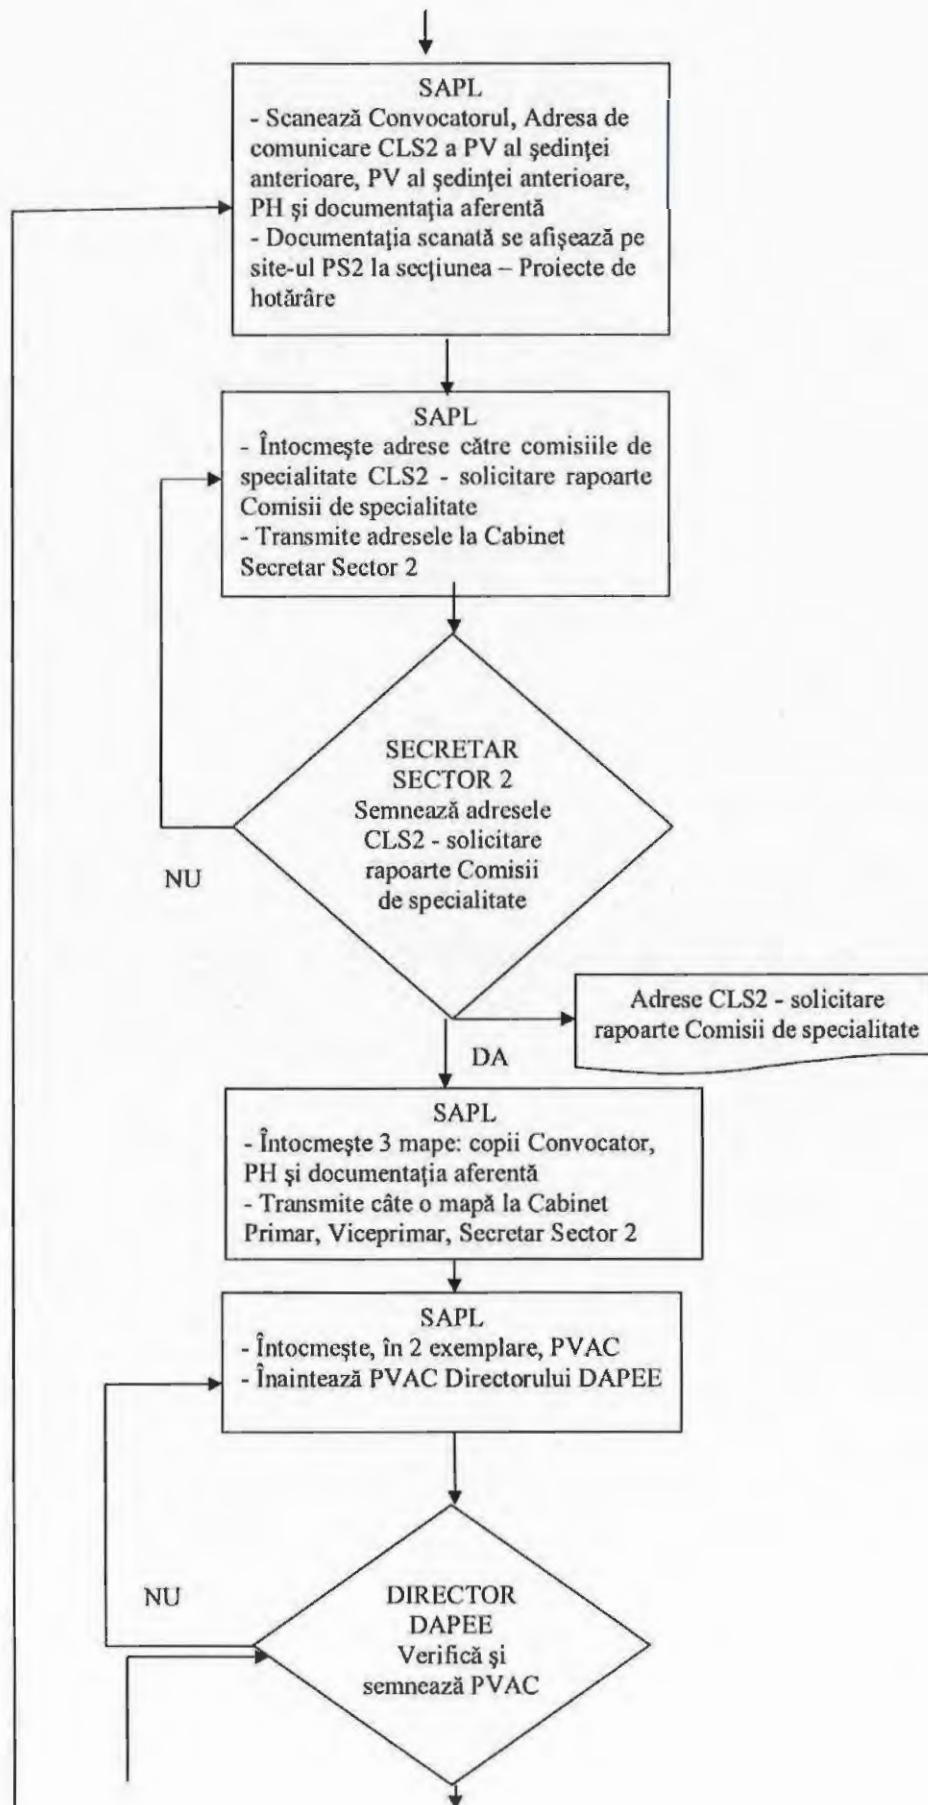 SAPL
- Scanează Convocatorul, Adresa de
comunicare CLS2 a PV al şedinţei
anterioare, PV al şedinţei anterioare,
PH şi documentaţia aferentă
- Documentaţia scanată se afişează pe
site-ul PS2 la secţiunea – Proiecte de
hotărâre
SAPL
- Întocmeşte adrese către comisiile de
specialitate CLS2 - solicitare rapoarte
Comisii de specialitate
- Transmite adresele la Cabinet
Secretar Sector 2
SECRETAR
SECTOR 2
Semnează adresele
CLS2 - solicitare
rapoarte Comisii
de specialitate
NU
Adrese CLS2 - solicitare
rapoarte Comisii de specialitate
DA
SAPL
- Întocmeşte 3 mape: copii Convocator,
PH şi documentaţia aferentă
- Transmite câte o mapă la Cabinet
Primar, Viceprimar, Secretar Sector 2
SAPL
- Întocmeşte, în 2 exemplare, PVAC
- Înaintează PVAC Directorului DAPEE
NU
DIRECTOR
DAPEE
Verifică şi
semnează PVAC